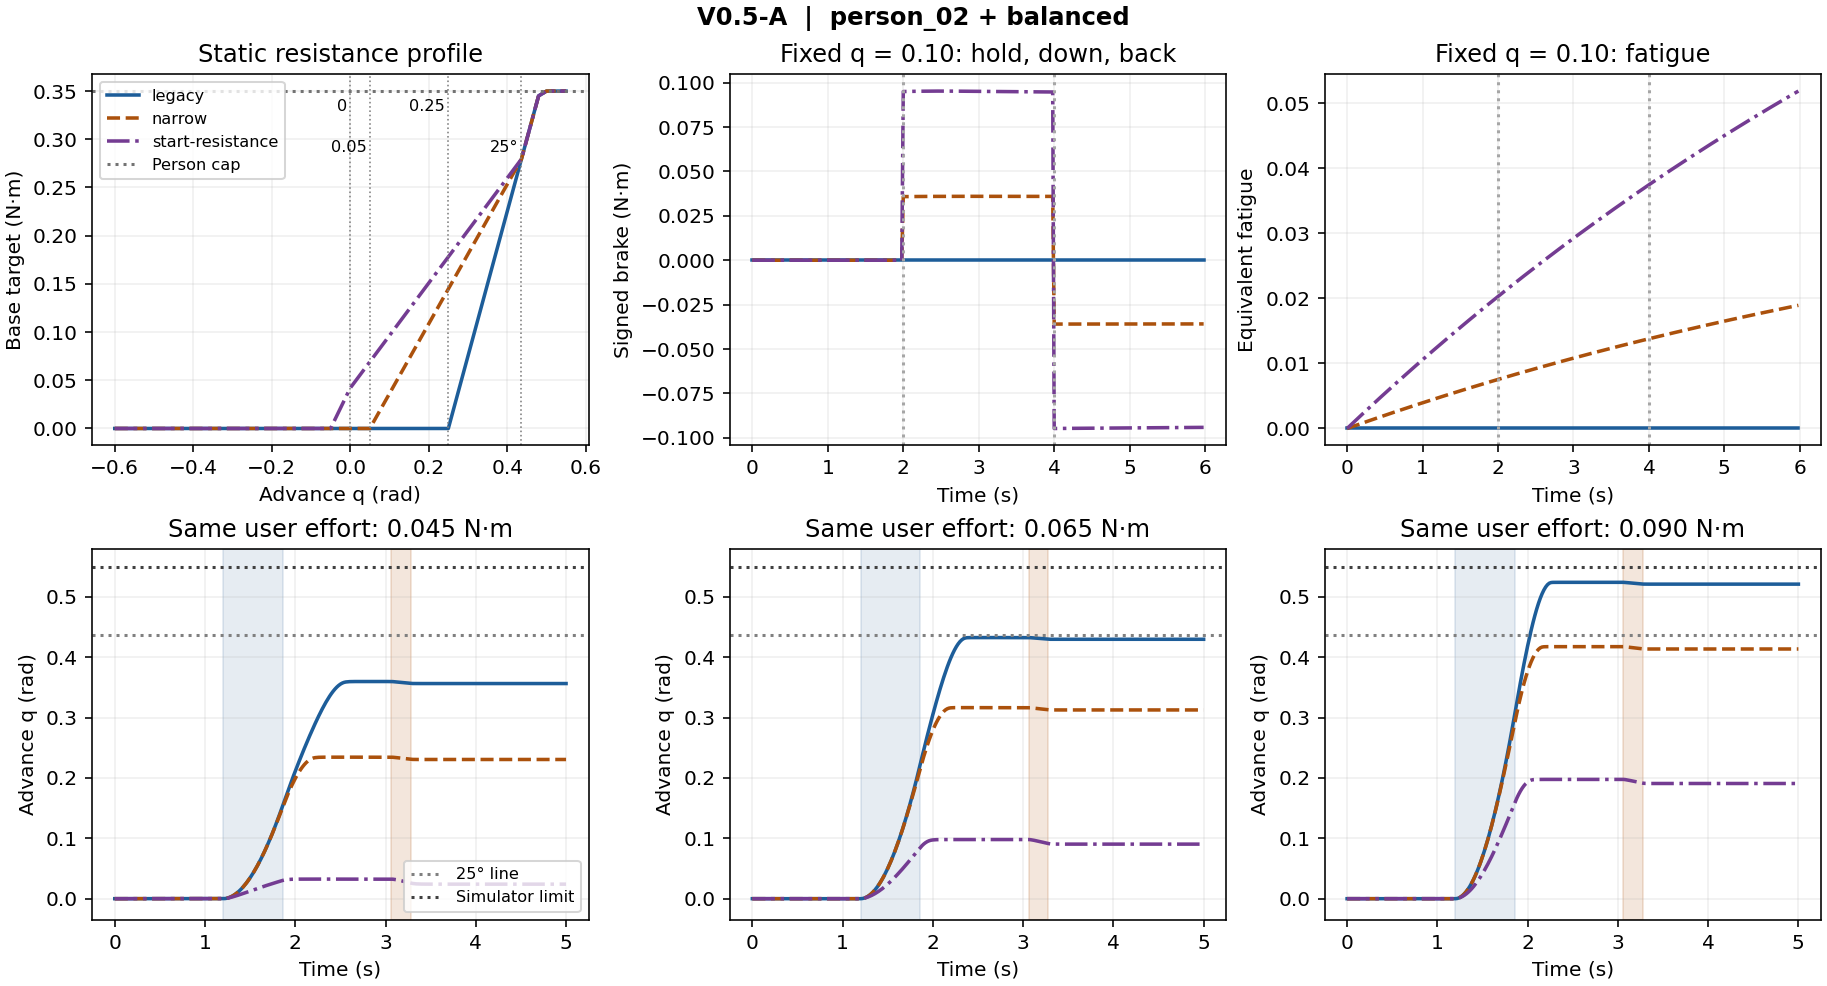 V0.5-A  |  person_02 + balanced
Static resistance profile
legacy
narrow
start-resistance
Person cap
0
0.25
0.05
25°
0.35
0.30
0.25
0.20
0.15
0.10
0.05
0.00
Base target (N·m)
−0.6 −0.4 −0.2 0.0 0.2 0.4 0.6
Advance q (rad)
Fixed q = 0.10: hold, down, back
0.100
0.075
0.050
0.025
0.000
−0.025
−0.050
−0.075
−0.100
Signed brake (N·m)
0 1 2 3 4 5 6
Time (s)
Fixed q = 0.10: fatigue
0.05
0.04
0.03
0.02
0.01
0.00
Equivalent fatigue
0 1 2 3 4 5 6
Time (s)
Same user effort: 0.045 N·m
0.5
0.4
0.3
0.2
0.1
0.0
Advance q (rad)
25° line
Simulator limit
0 1 2 3 4 5
Time (s)
Same user effort: 0.065 N·m
0.5
0.4
0.3
0.2
0.1
0.0
Advance q (rad)
0 1 2 3 4 5
Time (s)
Same user effort: 0.090 N·m
0.5
0.4
0.3
0.2
0.1
0.0
Advance q (rad)
0 1 2 3 4 5
Time (s)